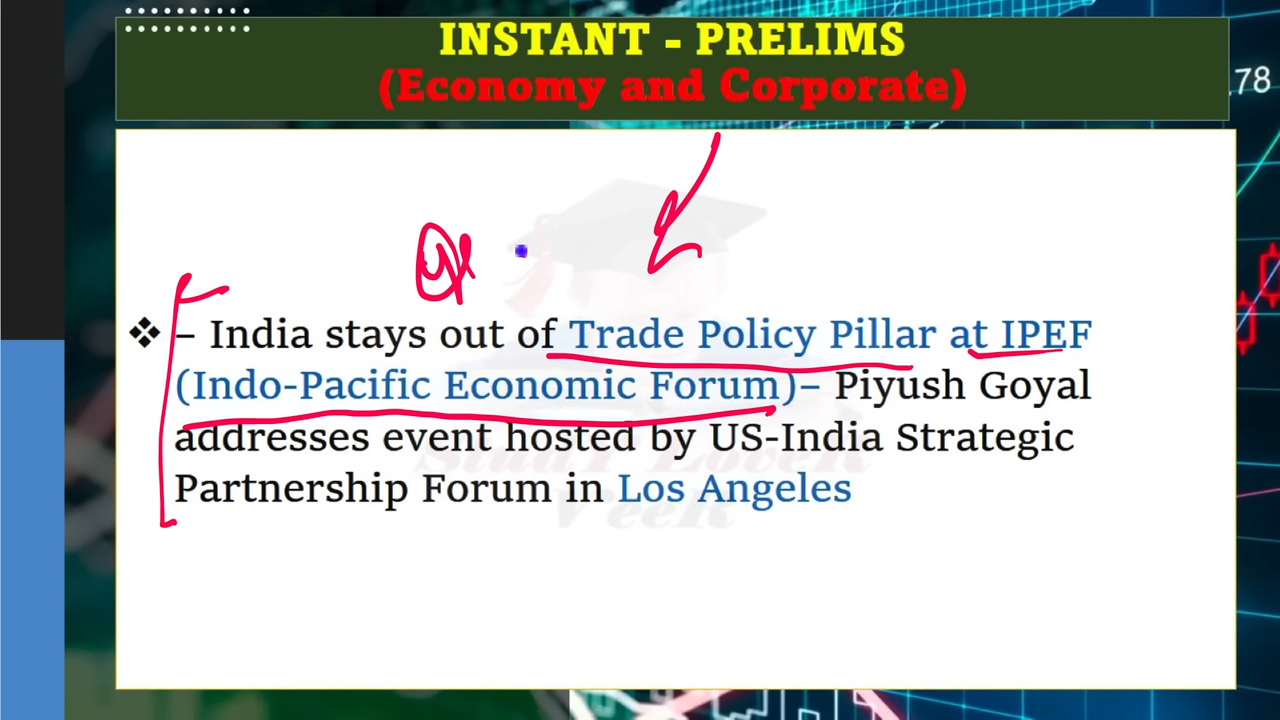 INSTANT - PRELIMS
(Economy and Corporate)
.78
❖ – India stays out of Trade Policy Pillar at IPEF
(Indo-Pacific Economic Forum)– Piyush Goyal
addresses event hosted by US-India Strategic
Partnership Forum in Los Angeles